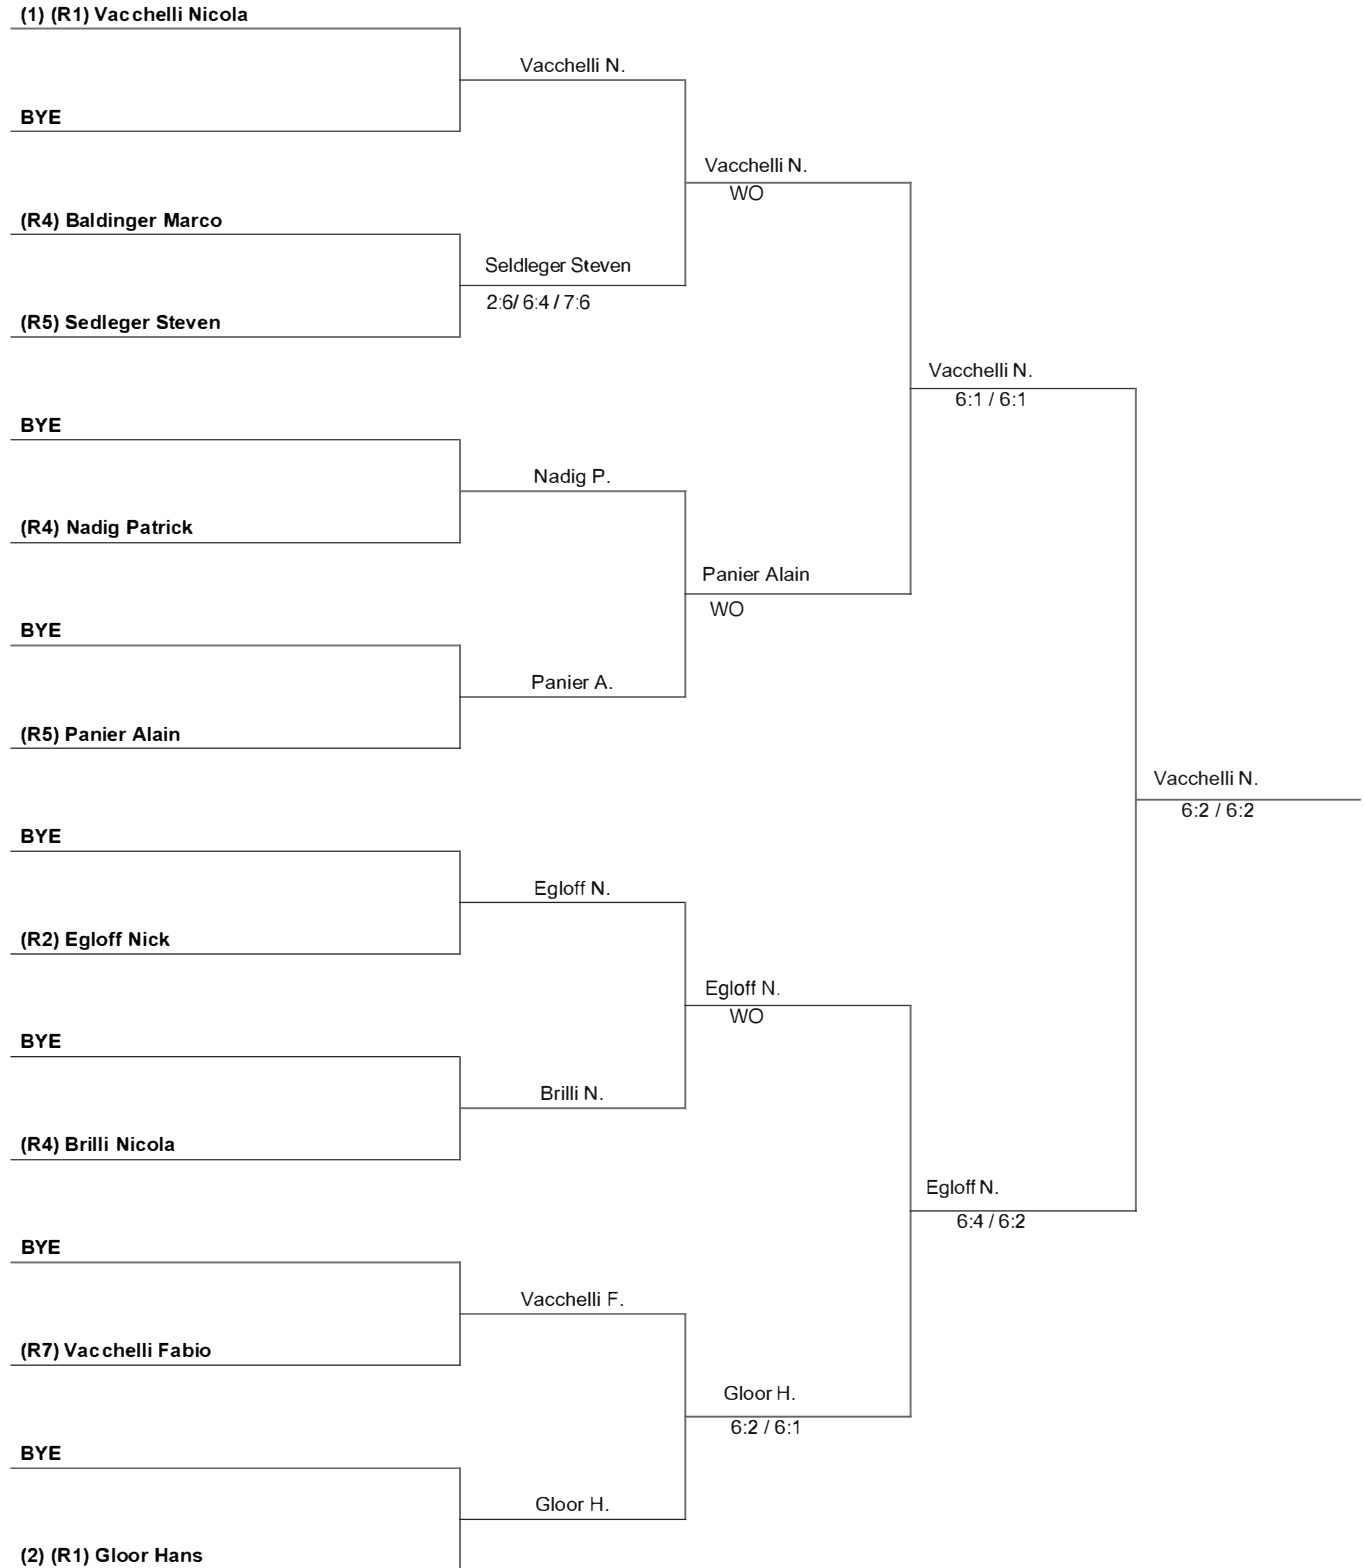 (1) (R1) Vacchelli Nicola
Vacchelli N.
BYE
Vacchelli N.
WO
(R4) Baldinger Marco
Seldleger Steven
2:6/ 6:4 / 7:6
(R5) Sedleger Steven
Vacchelli N.
6:1 / 6:1
BYE
Nadig P.
(R4) Nadig Patrick
Panier Alain
WO
BYE
Panier A.
(R5) Panier Alain
Vacchelli N.
6:2 / 6:2
BYE
Egloff N.
(R2) Egloff Nick
Egloff N.
WO
BYE
Brilli N.
(R4) Brilli Nicola
Egloff N.
6:4 / 6:2
BYE
Vacchelli F.
(R7) Vacchelli Fabio
Gloor H.
6:2 / 6:1
BYE
Gloor H.
(2) (R1) Gloor Hans